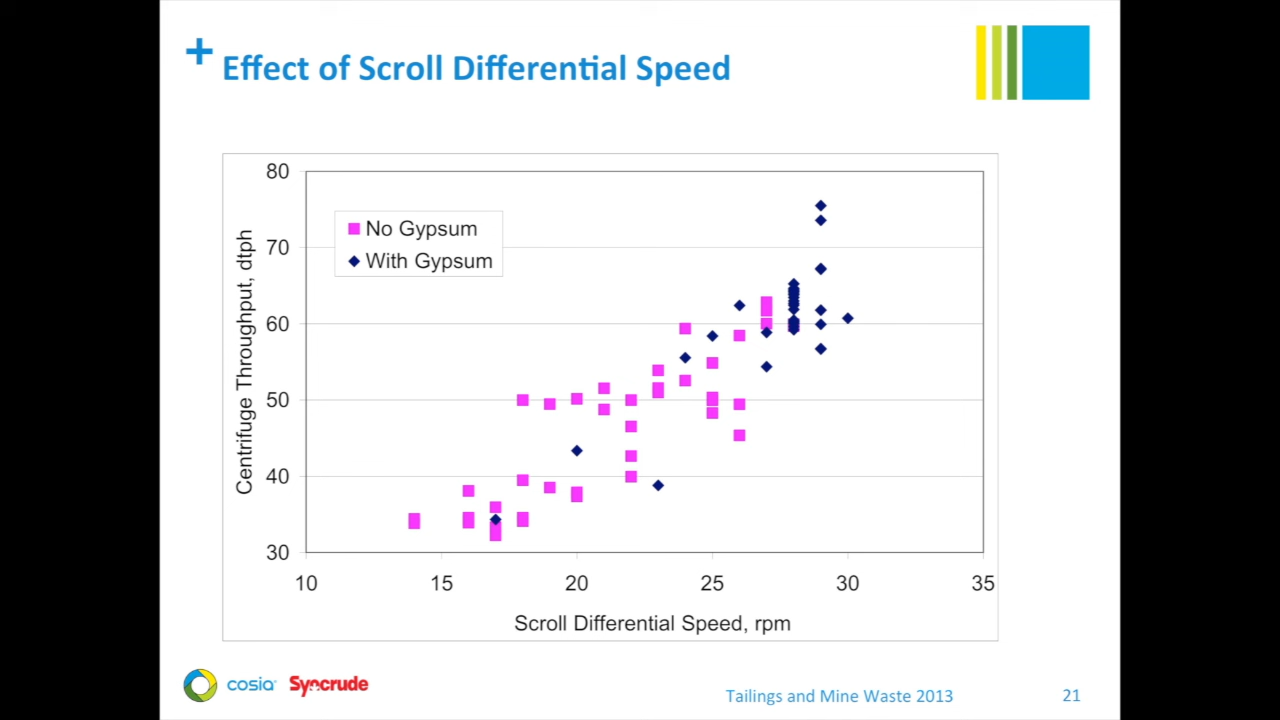 + Effect of Scroll Differential Speed
80
70
60
50
40
30
Centrifuge Throughput, dtph
No Gypsum
With Gypsum
10 15 20 25 30 35
Scroll Differential Speed, rpm
cosia Syncrude
Tailings and Mine Waste 2013 21